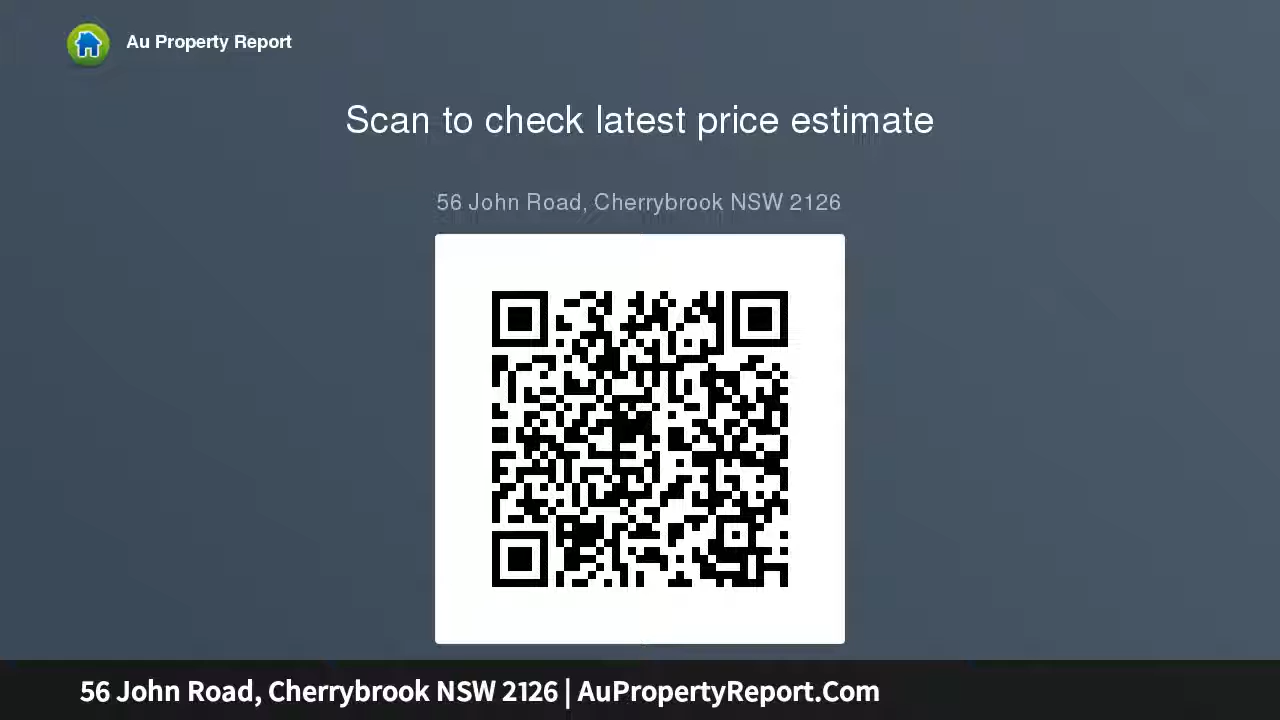 Au Property Report
Scan to check latest price estimate
56 John Road, Cherrybrook NSW 2126
56 John Road, Cherrybrook NSW 2126 | AuPropertyReport.Com